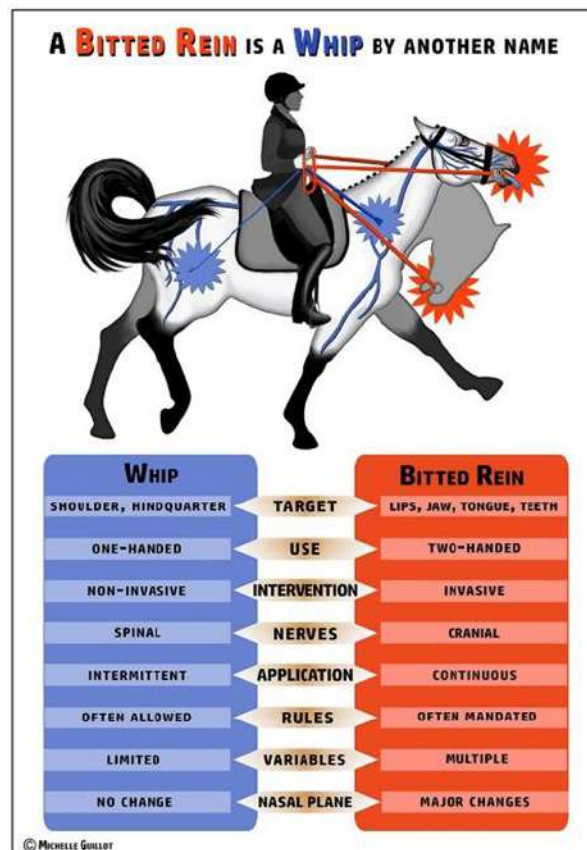 A BITTED REIN IS A WHIP BY ANOTHER NAME
WHIP BITTED REIN
SHOULDER, HINDQUARTER TARGET LIPS, JAW, TONGUE, TEETH
ONE-HANDED USE TWO-HANDED
NON-INVASIVE INTERVENTION INVASIVE
SPINAL NERVES CRANIAL
INTERMITTENT APPLICATION CONTINUOUS
OFTEN ALLOWED RULES OFTEN MANDATED
LIMITED VARIABLES MULTIPLE
NO CHANGE NASAL PLANE MAJOR CHANGES
© MICHELLE GUILLOT